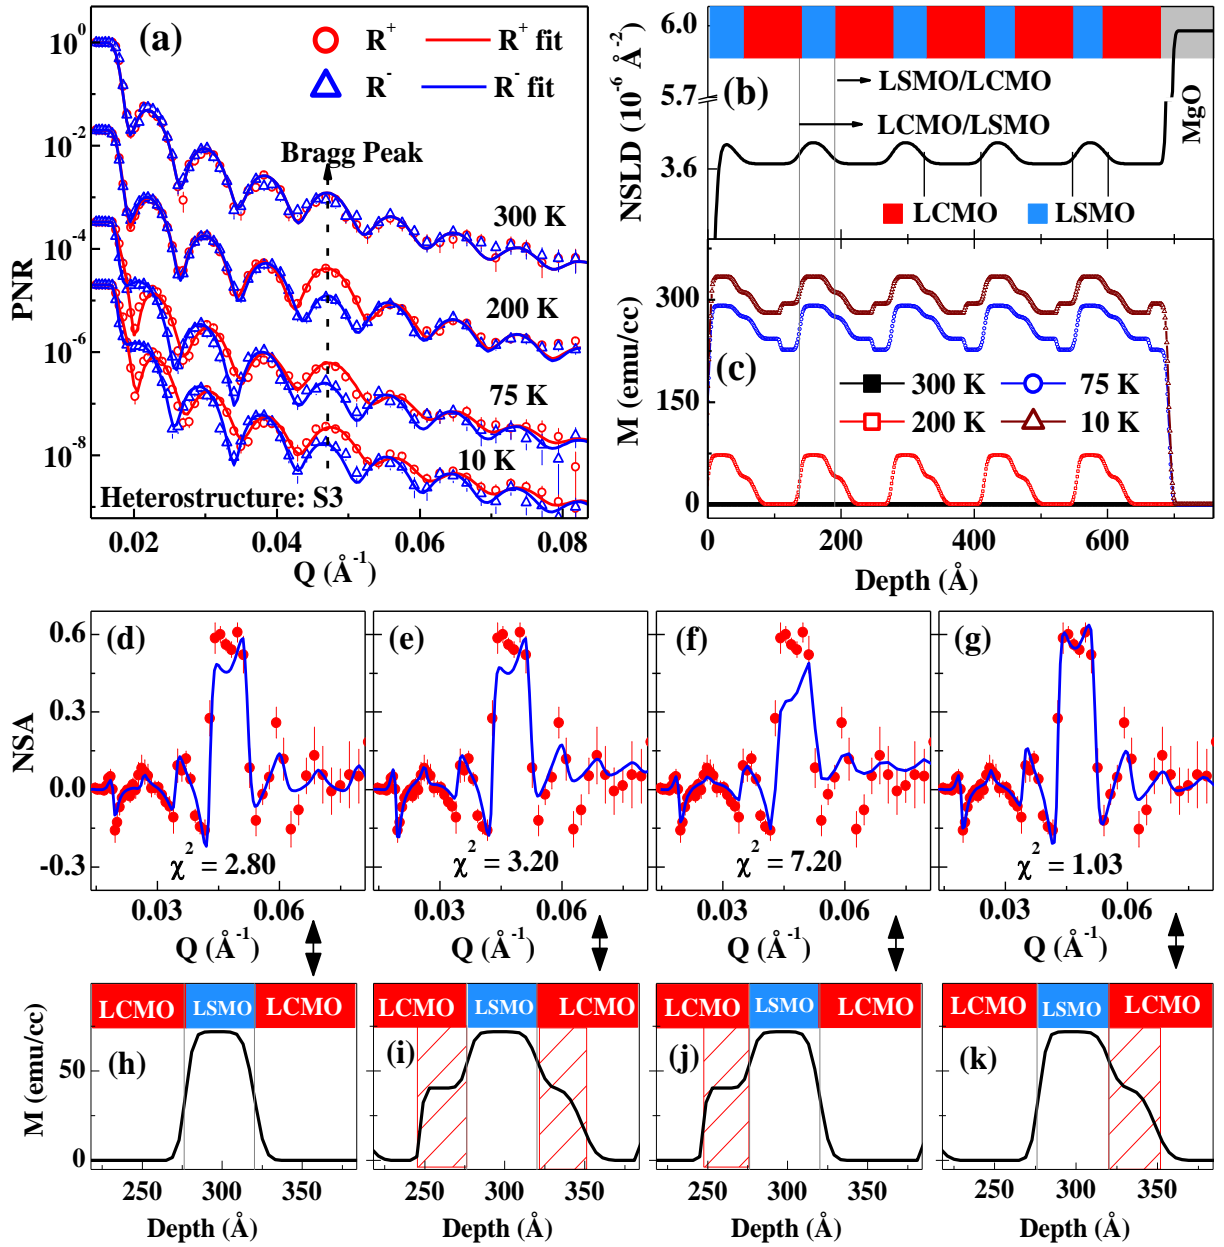 (a)
R+ R+ fit
R- R- fit
Bragg Peak
300 K
200 K
75 K
10 K
Heterostructure: S3
PNR
10^0
10^-2
10^-4
10^-6
10^-8
0.02 0.04 0.06 0.08
Q (Å^-1)
(b)
NSLD (10^-6 Å^-2)
6.0
5.7
3.6
LSMO/LCMO
LCMO/LSMO
MgO
LCMO LSMO
(c)
M (emu/cc)
300
150
0
300 K 75 K
200 K 10 K
0 200 400 600
Depth (Å)
(d) (e) (f) (g)
NSA
0.6
0.3
0.0
-0.3
χ^2 = 2.80 χ^2 = 3.20 χ^2 = 7.20 χ^2 = 1.03
0.03 0.06 0.03 0.06 0.03 0.06 0.03 0.06
Q (Å^-1) Q (Å^-1) Q (Å^-1) Q (Å^-1)
LCMO LSMO LCMO LCMO LSMO LCMO LCMO LSMO LCMO LCMO LSMO LCMO
(h) (i) (j) (k)
M (emu/cc)
50
0
250 300 350 250 300 350 250 300 350 250 300 350
Depth (Å) Depth (Å) Depth (Å) Depth (Å)